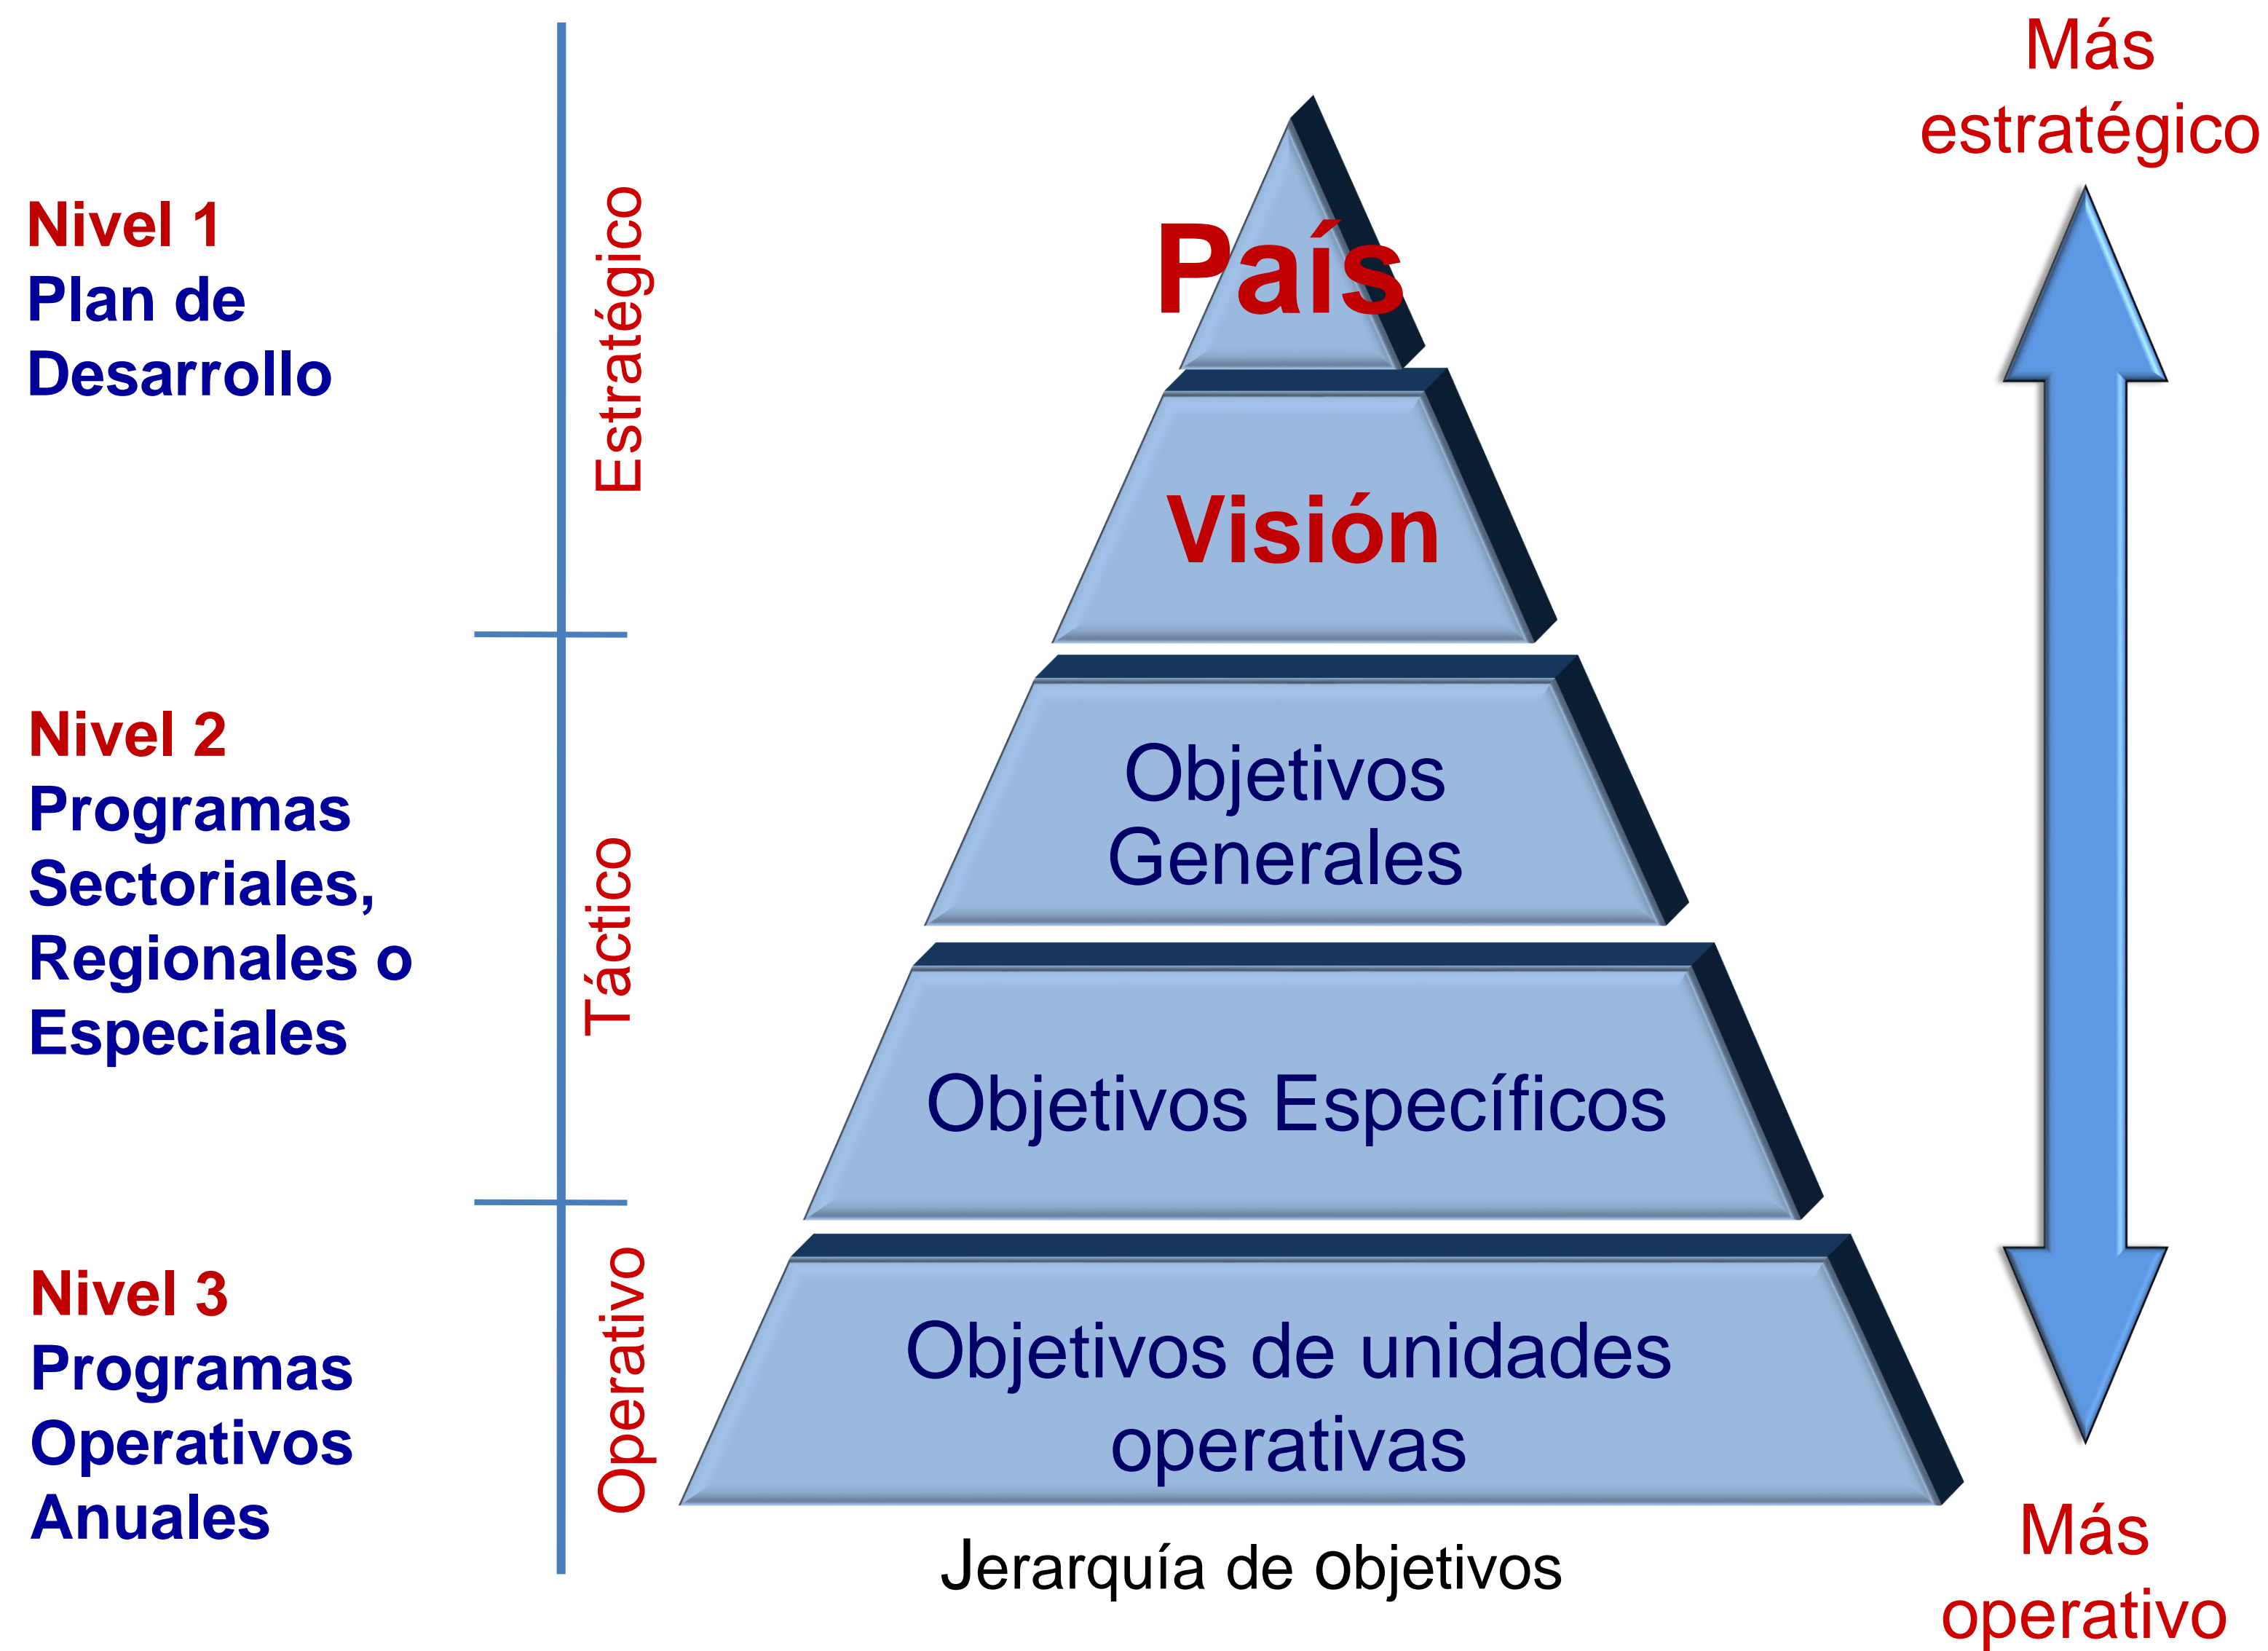 Nivel 1
Plan de
Desarrollo
Nivel 2
Programas
Sectoriales,
Regionales o
Especiales
Nivel 3
Programas
Operativos
Anuales
Estratégico
Táctico
Operativo
País
Visión
Objetivos
Generales
Objetivos Específicos
Objetivos de unidades
operativas
Jerarquía de objetivos
Más
estratégico
Más
operativo